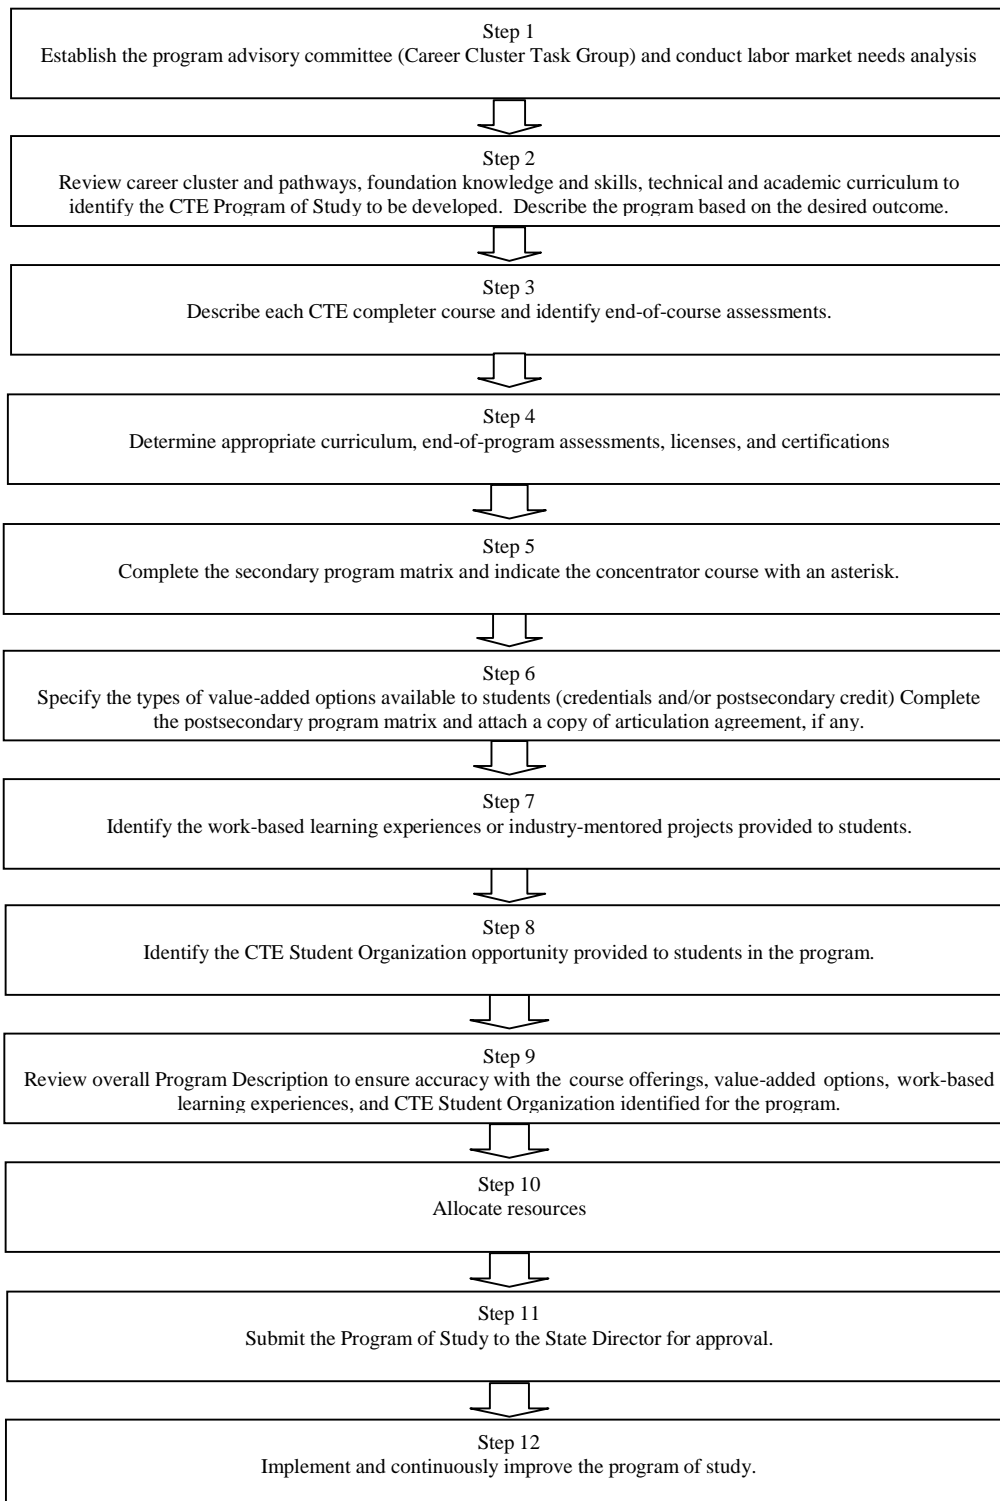 Step 1
Establish the program advisory committee (Career Cluster Task Group) and conduct labor market needs analysis
Step 2
Review career cluster and pathways, foundation knowledge and skills, technical and academic curriculum to
identify the CTE Program of Study to be developed. Describe the program based on the desired outcome.
Step 3
Describe each CTE completer course and identify end-of-course assessments.
Step 4
Determine appropriate curriculum, end-of-program assessments, licenses, and certifications
Step 5
Complete the secondary program matrix and indicate the concentrator course with an asterisk.
Step 6
Specify the types of value-added options available to students (credentials and/or postsecondary credit) Complete
the postsecondary program matrix and attach a copy of articulation agreement, if any.
Step 7
Identify the work-based learning experiences or industry-mentored projects provided to students.
Step 8
Identify the CTE Student Organization opportunity provided to students in the program.
Step 9
Review overall Program Description to ensure accuracy with the course offerings, value-added options, work-based
learning experiences, and CTE Student Organization identified for the program.
Step 10
Allocate resources
Step 11
Submit the Program of Study to the State Director for approval.
Step 12
Implement and continuously improve the program of study.